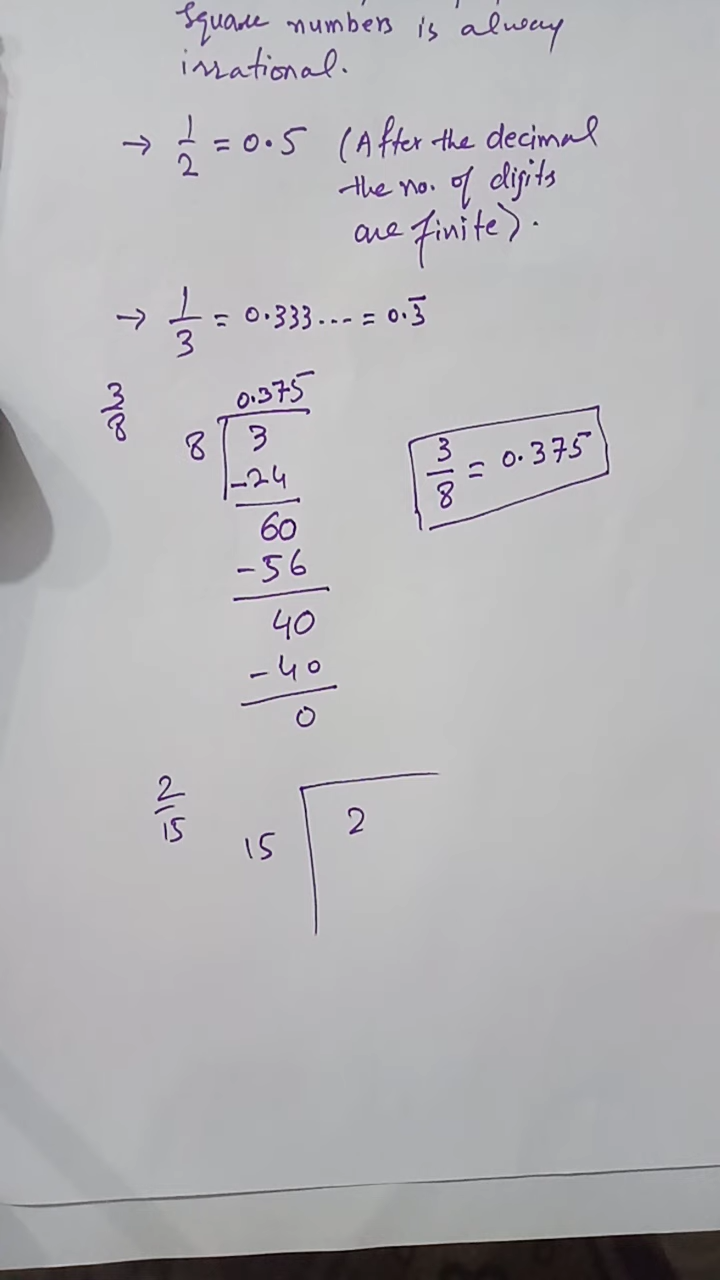 Square numbers is alway
irrational.
→ 1/2 = 0.5 (After the decimal
the no. of digits
are finite).
→ 1/3 = 0.333... = 0.3̅
3/8
0.375
8 3
-24
60
-56
40
-40
0
3/8 = 0.375
2/15
15 2